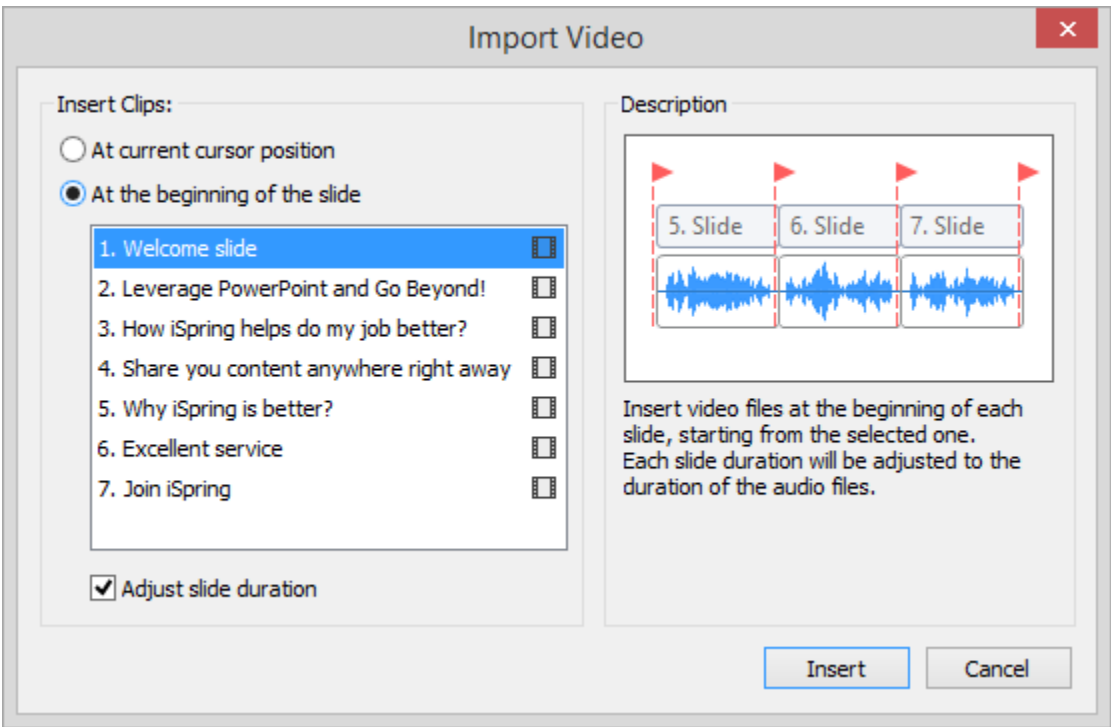 Import Video
Insert Clips:
At current cursor position
At the beginning of the slide
1. Welcome slide
2. Leverage PowerPoint and Go Beyond!
3. How iSpring helps do my job better?
4. Share you content anywhere right away
5. Why iSpring is better?
6. Excellent service
7. Join iSpring
Adjust slide duration
Description
5. Slide
6. Slide
7. Slide
Insert video files at the beginning of each
slide, starting from the selected one.
Each slide duration will be adjusted to the
duration of the audio files.
Insert
Cancel